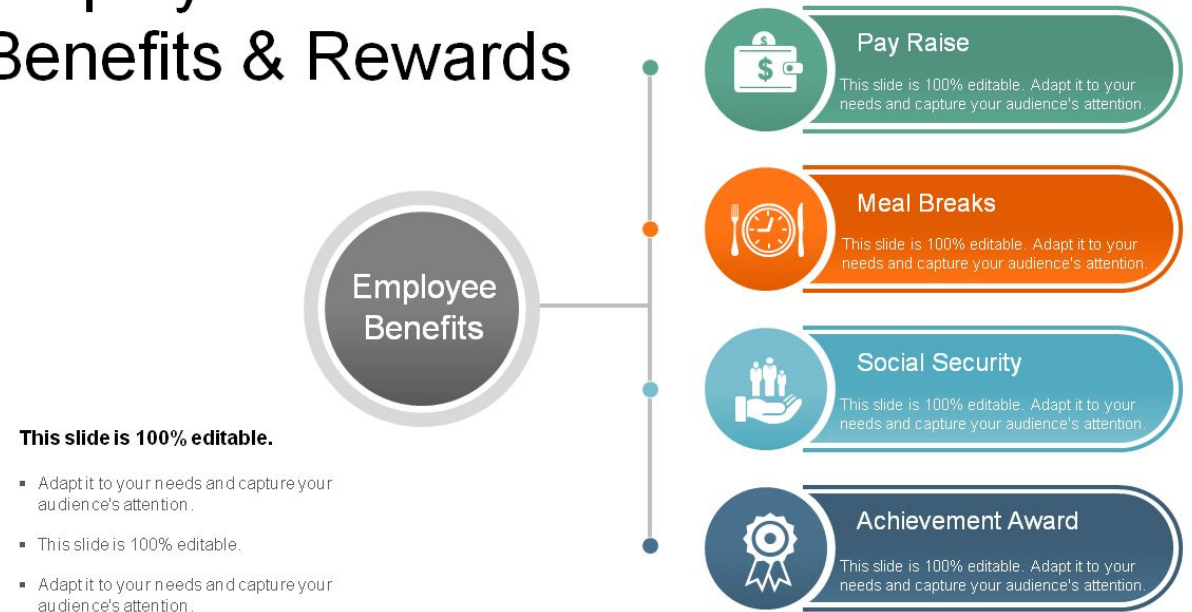 Benefits & Rewards
Employee
Benefits
This slide is 100% editable.
Adapt it to your needs and capture your
audience's attention.
This slide is 100% editable.
Adapt it to your needs and capture your
audience's attention.
Pay Raise
This slide is 100% editable. Adapt it to your
needs and capture your audience's attention.
Meal Breaks
This slide is 100% editable. Adapt it to your
needs and capture your audience's attention.
Social Security
This slide is 100% editable. Adapt it to your
needs and capture your audience's attention.
Achievement Award
This slide is 100% editable. Adapt it to your
needs and capture your audience's attention.